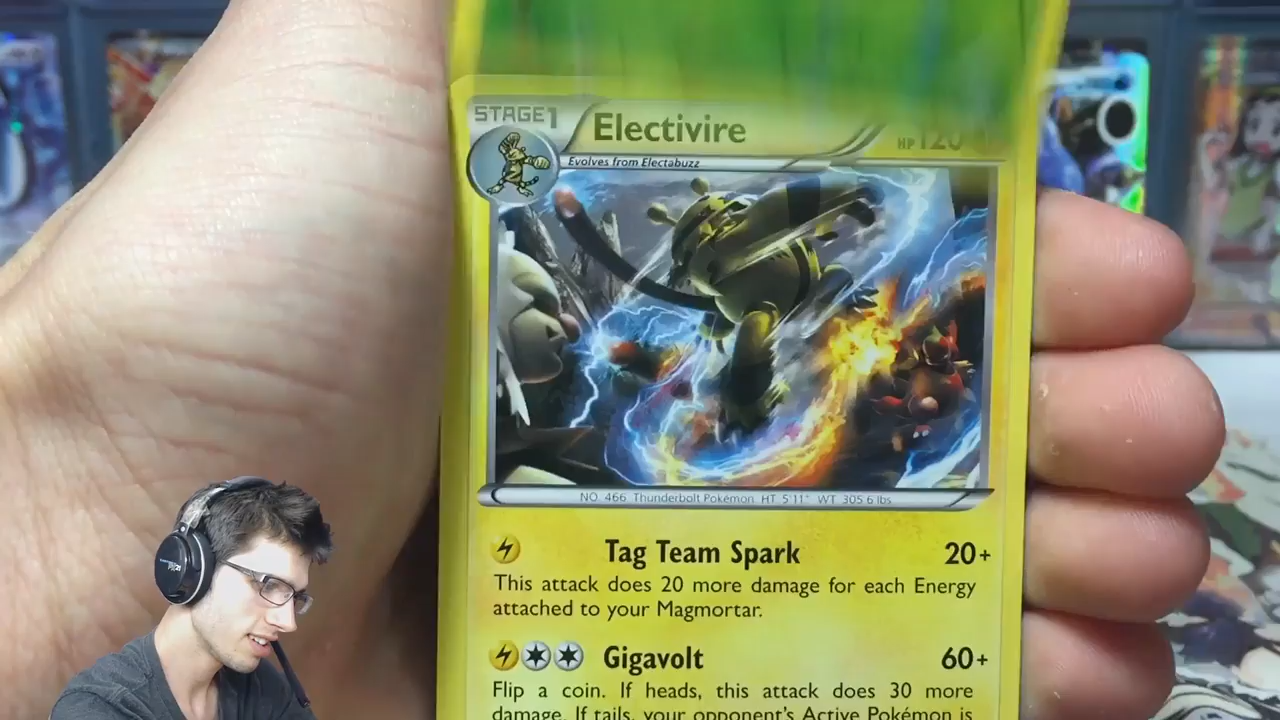 STAGE 1
Electivire
HP 120
Evolves from Electabuzz
NO. 466 Thunderbolt Pokémon. HT 5'11" WT 305.6 lbs
Tag Team Spark 20+
This attack does 20 more damage for each Energy
attached to your Magmortar.
Gigavolt 60+
Flip a coin. If heads, this attack does 30 more
damage. If tails, your opponent's Active Pokémon is